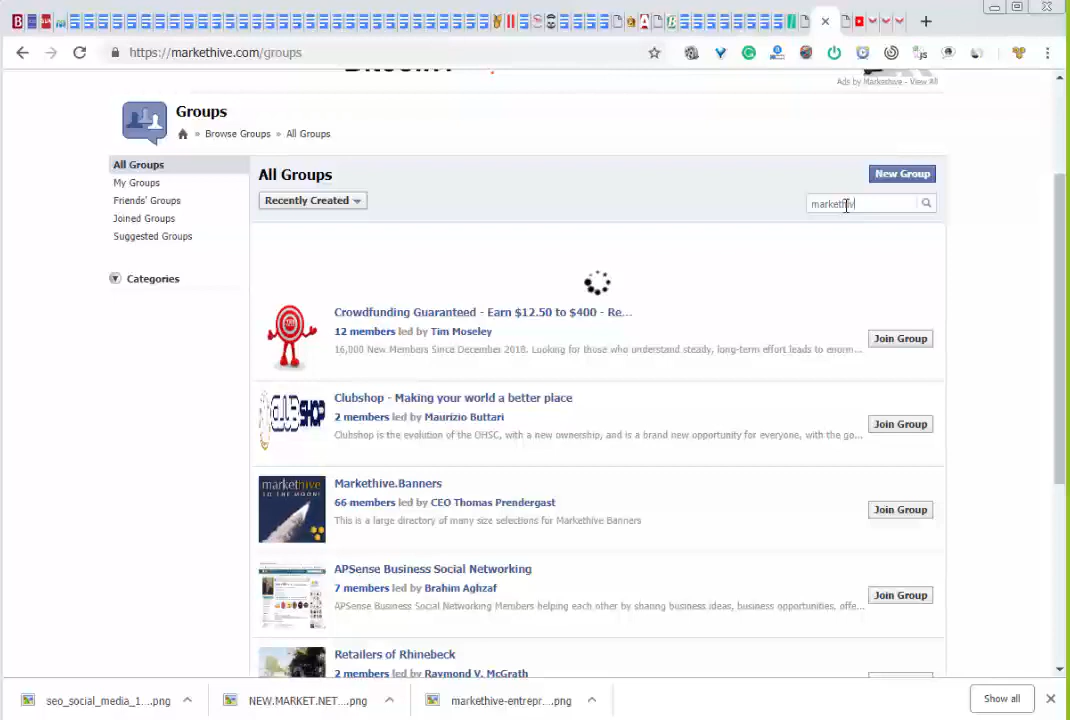 https://markethive.com/groups
Ads by Markethive - View All
Groups
» Browse Groups » All Groups
All Groups
My Groups
Friends' Groups
Joined Groups
Suggested Groups
Categories
All Groups
New Group
Recently Created
markethiv
Crowdfunding Guaranteed - Earn $12.50 to $400 - Re...
12 members led by Tim Moseley
16,000 New Members Since December 2018. Looking for those who understand steady, long-term effort leads to enorm...
Join Group
CLUBSHOP
Clubshop - Making your world a better place
2 members led by Maurizio Buttari
Clubshop is the evolution of the DHSC, with a new ownership, and is a brand new opportunity for everyone, with the go...
Join Group
markethive
TO THE MOON!
Markethive.Banners
66 members led by CEO Thomas Prendergast
This is a large directory of many size selections for Markethive Banners
Join Group
APSense Business Social Networking
7 members led by Brahim Aghzaf
APSense Business Social Networking Members helping each other by sharing business ideas, business opportunities, offe...
Join Group
Retailers of Rhinebeck
2 members led by Raymond V. McGrath
seo_social_media_1...png
NEW.MARKET.NET...png
markethive-entrepr...png
Show all